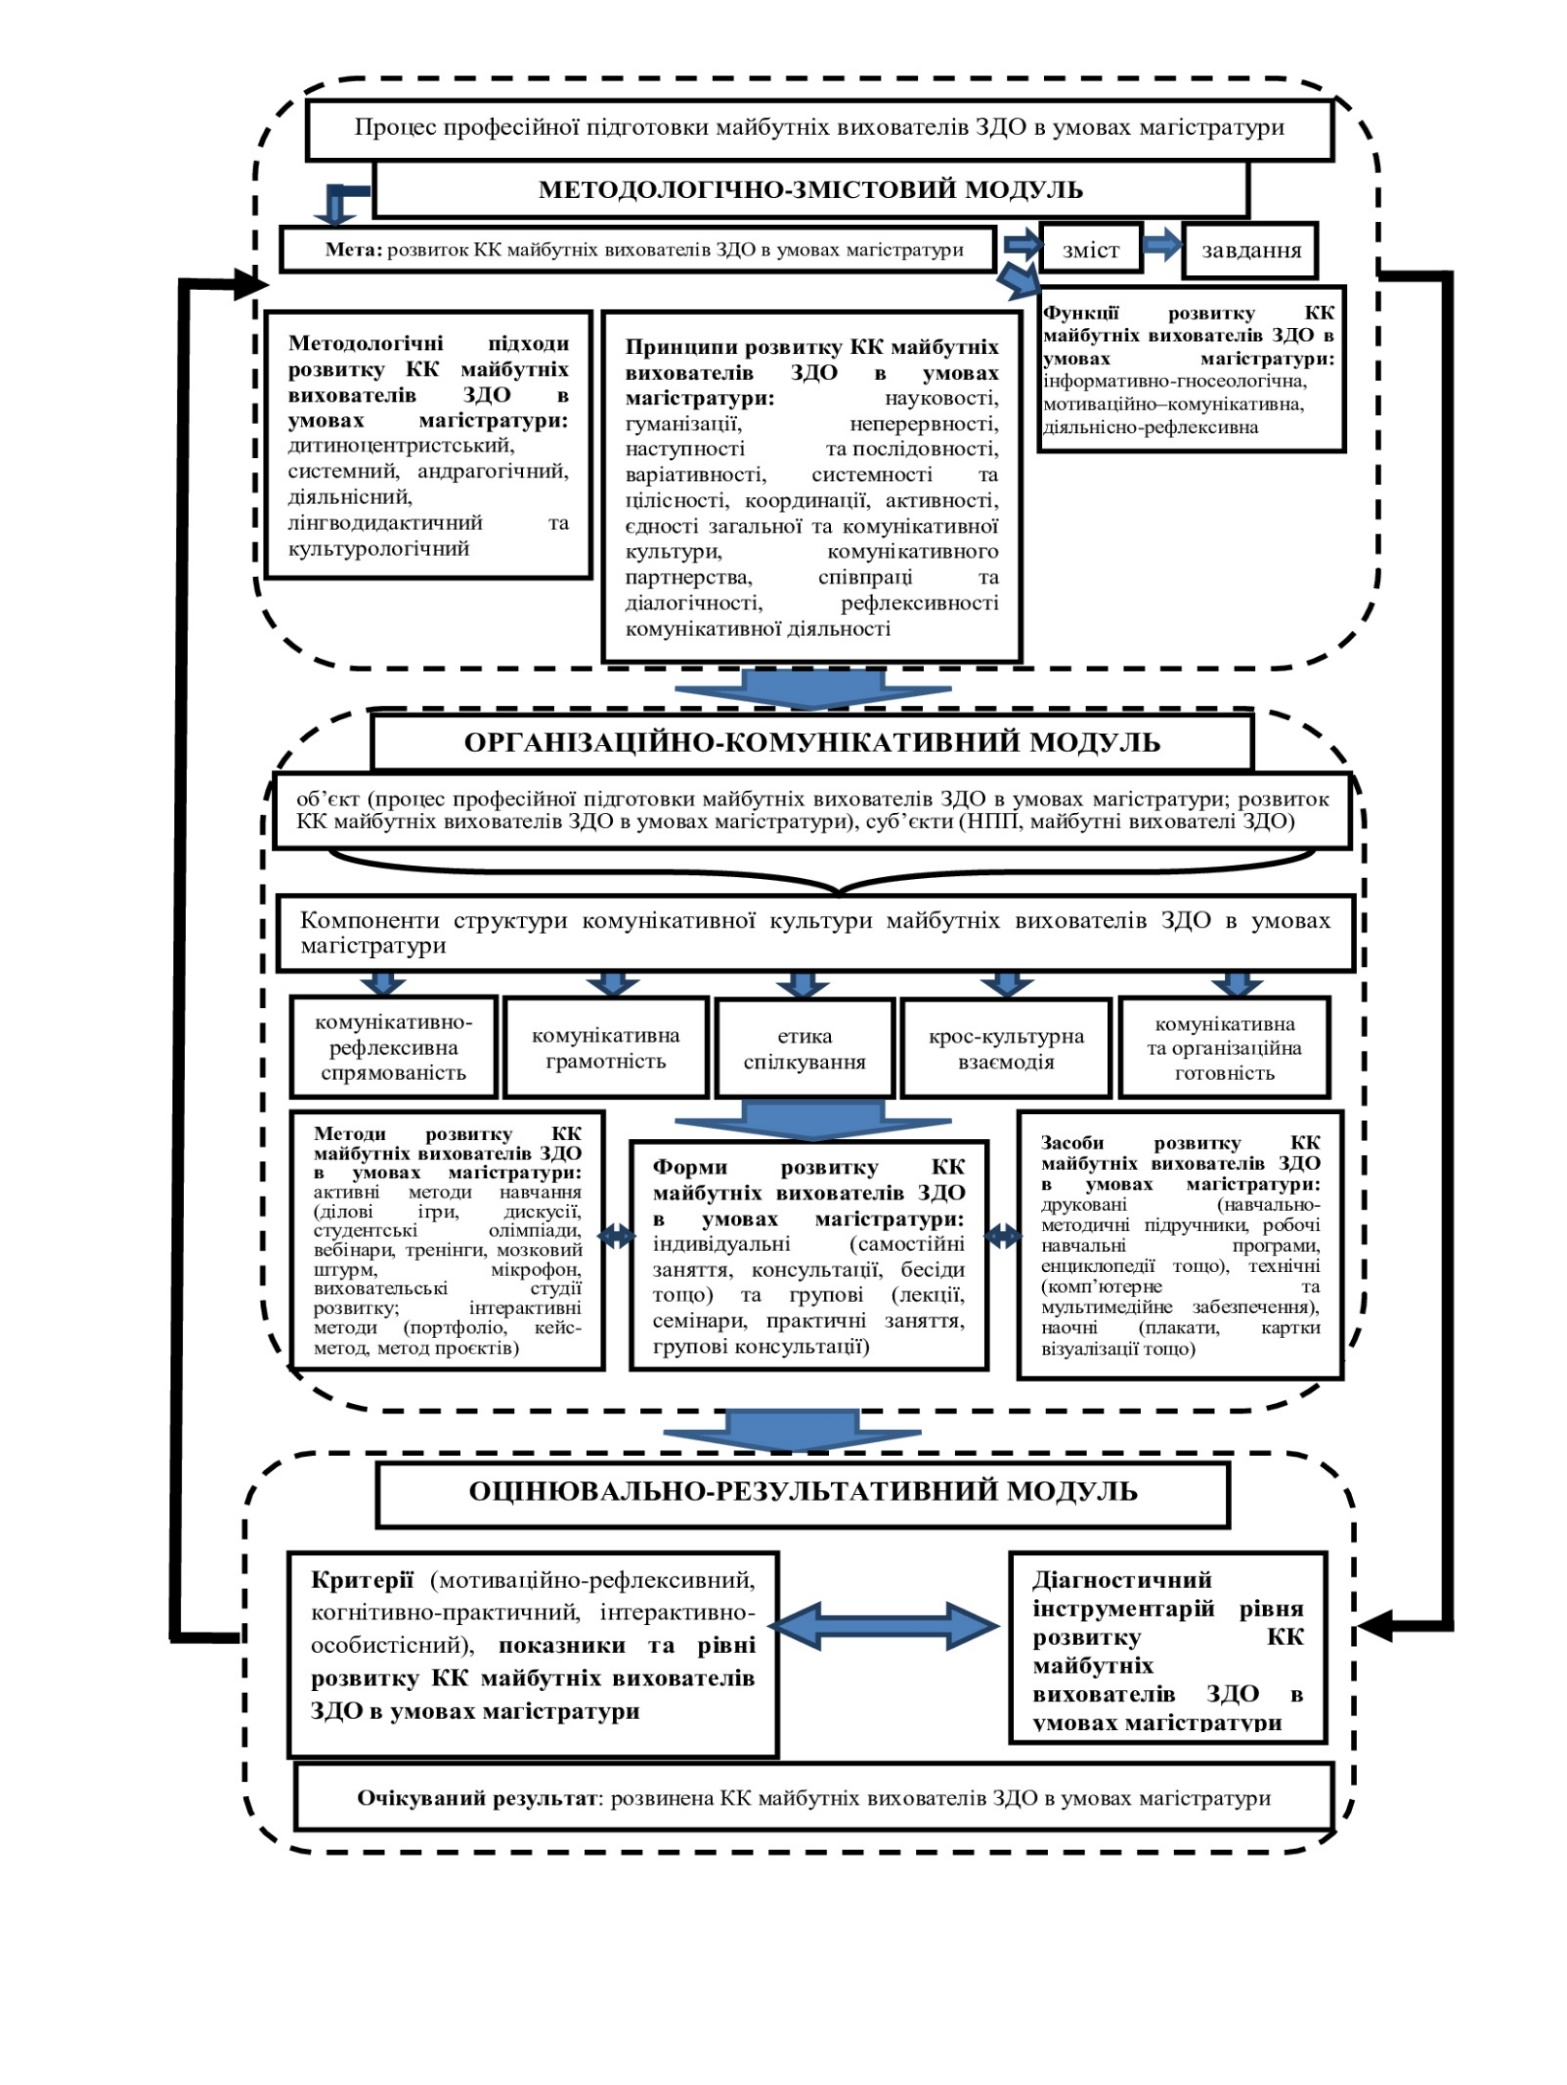 Процес професійної підготовки майбутніх вихователів ЗДО в умовах магістратури
МЕТОДОЛОГІЧНО-ЗМІСТОВИЙ МОДУЛЬ
Мета: розвиток КК майбутніх вихователів ЗДО в умовах магістратури
зміст
завдання
Методологічні підходи
розвитку КК майбутніх
вихователів ЗДО в
умовах магістратури:
дитиноцентристський,
системний, андрагогічний,
діяльнісний,
лінгводидактичний та
культурологічний
Принципи розвитку КК майбутніх
вихователів ЗДО в умовах
магістратури: науковості,
гуманізації, неперервності,
наступності та послідовності,
варіативності, системності та
цілісності, координації, активності,
єдності загальної та комунікативної
культури, комунікативного
партнерства, співпраці та
діалогічності, рефлексивності
комунікативної діяльності
Функції розвитку КК
майбутніх вихователів ЗДО в
умовах магістратури:
інформативно-гносеологічна,
мотиваційно–комунікативна,
діяльнісно-рефлексивна
ОРГАНІЗАЦІЙНО-КОМУНІКАТИВНИЙ МОДУЛЬ
об’єкт (процес професійної підготовки майбутніх вихователів ЗДО в умовах магістратури; розвиток
КК майбутніх вихователів ЗДО в умовах магістратури), суб’єкти (НПП, майбутні вихователі ЗДО)
Компоненти структури комунікативної культури майбутніх вихователів ЗДО в умовах
магістратури
комунікативно-
рефлексивна
спрямованість
комунікативна
грамотність
етика
спілкування
крос-культурна
взаємодія
комунікативна
та організаційна
готовність
Методи розвитку КК
майбутніх вихователів ЗДО
в умовах магістратури:
активні методи навчання
(ділові ігри, дискусії,
студентські олімпіади,
вебінари, тренінги, мозковий
штурм, мікрофон,
виховательські студії
розвитку; інтерактивні
методи (портфоліо, кейс-
метод, метод проєктів)
Форми розвитку КК
майбутніх вихователів ЗДО
в умовах магістратури:
індивідуальні (самостійні
заняття, консультації, бесіди
тощо) та групові (лекції,
семінари, практичні заняття,
групові консультації)
Засоби розвитку КК
майбутніх вихователів ЗДО
в умовах магістратури:
друковані (навчально-
методичні підручники, робочі
навчальні програми,
енциклопедії тощо), технічні
(комп’ютерне та
мультимедійне забезпечення),
наочні (плакати, картки
візуалізації тощо)
ОЦІНЮВАЛЬНО-РЕЗУЛЬТАТИВНИЙ МОДУЛЬ
Критерії (мотиваційно-рефлексивний,
когнітивно-практичний, інтерактивно-
особистісний), показники та рівні
розвитку КК майбутніх вихователів
ЗДО в умовах магістратури
Діагностичний
інструментарій рівня
розвитку КК
майбутніх
вихователів ЗДО в
умовах магістратури
Очікуваний результат: розвинена КК майбутніх вихователів ЗДО в умовах магістратури